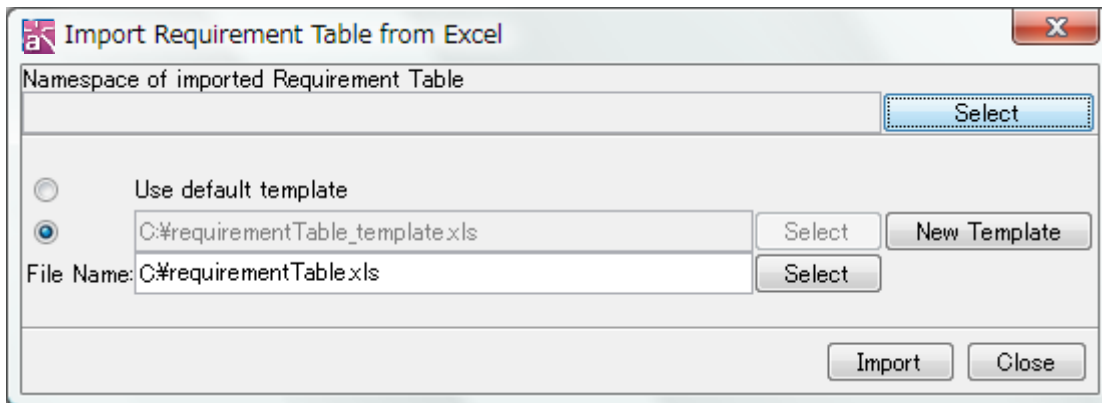 Import Requirement Table from Excel
Namespace of imported Requirement Table
Select
Use default template
C:¥requirementTable_template.xls Select New Template
File Name: C:¥requirementTable.xls Select
Import Close